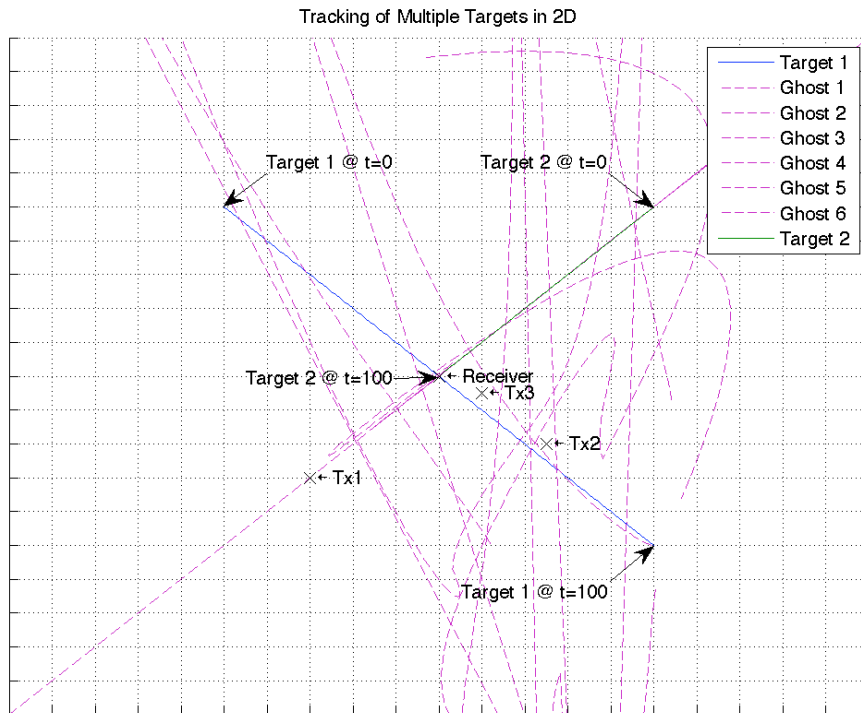 Tracking of Multiple Targets in 2D
Target 1
Ghost 1
Ghost 2
Ghost 3
Ghost 4
Ghost 5
Ghost 6
Target 2
Target 1 @ t=0
Target 2 @ t=0
Target 2 @ t=100
Receiver
Tx3
Tx2
Tx1
Target 1 @ t=100